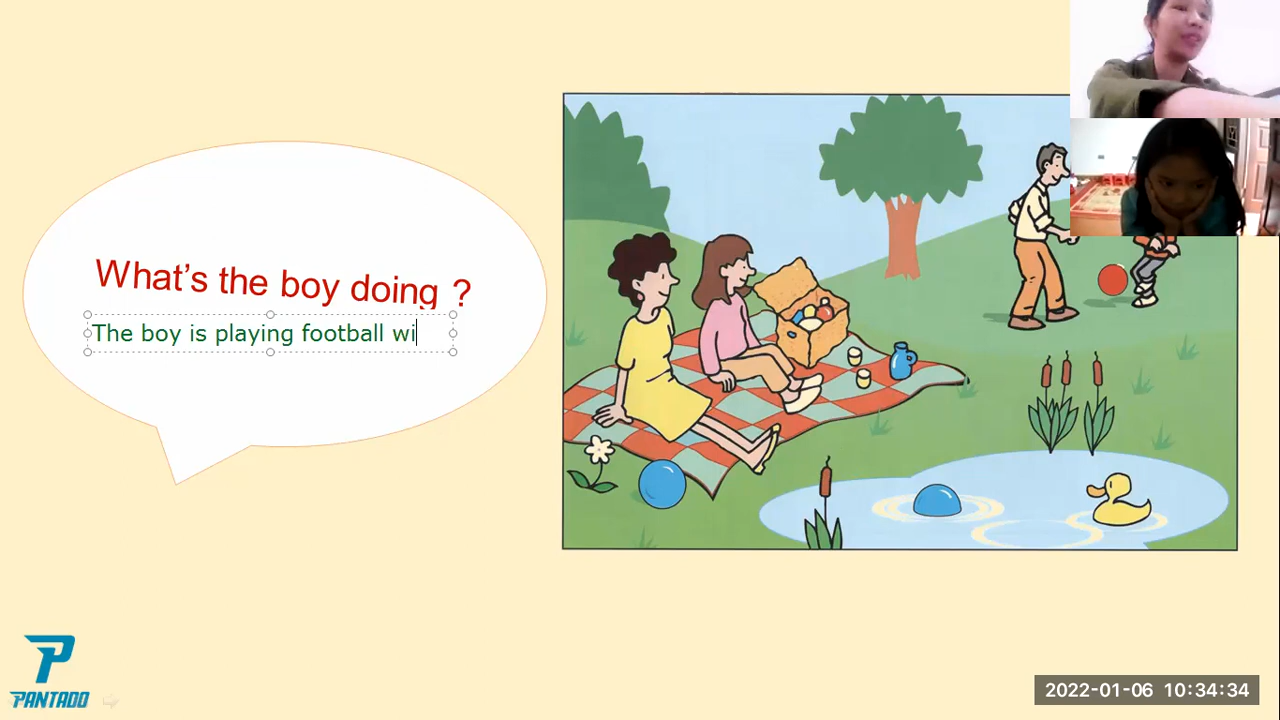 What's the boy doing ?
The boy is playing football wi
PANTADO
2022-01-06 10:34:34